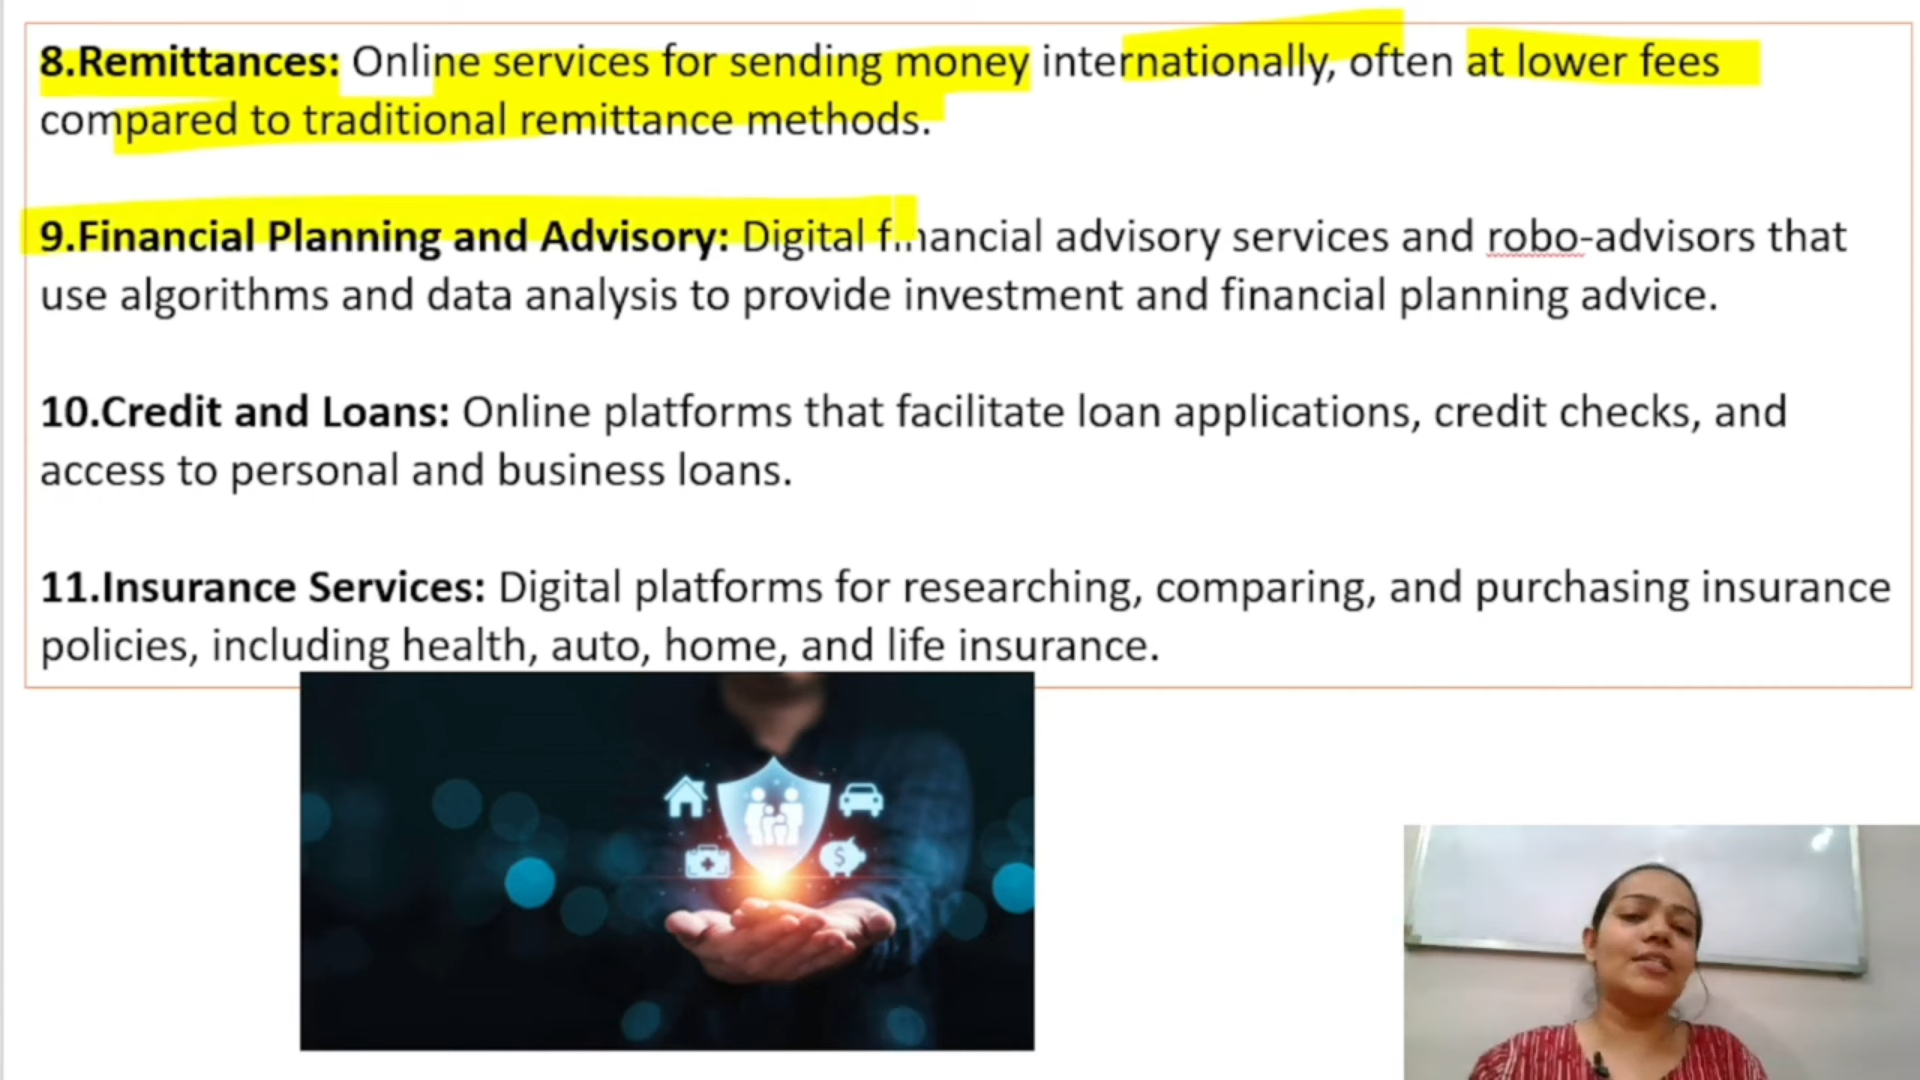 8.Remittances: Online services for sending money internationally, often at lower fees
compared to traditional remittance methods.
9.Financial Planning and Advisory: Digital financial advisory services and robo-advisors that
use algorithms and data analysis to provide investment and financial planning advice.
10.Credit and Loans: Online platforms that facilitate loan applications, credit checks, and
access to personal and business loans.
11.Insurance Services: Digital platforms for researching, comparing, and purchasing insurance
policies, including health, auto, home, and life insurance.
$